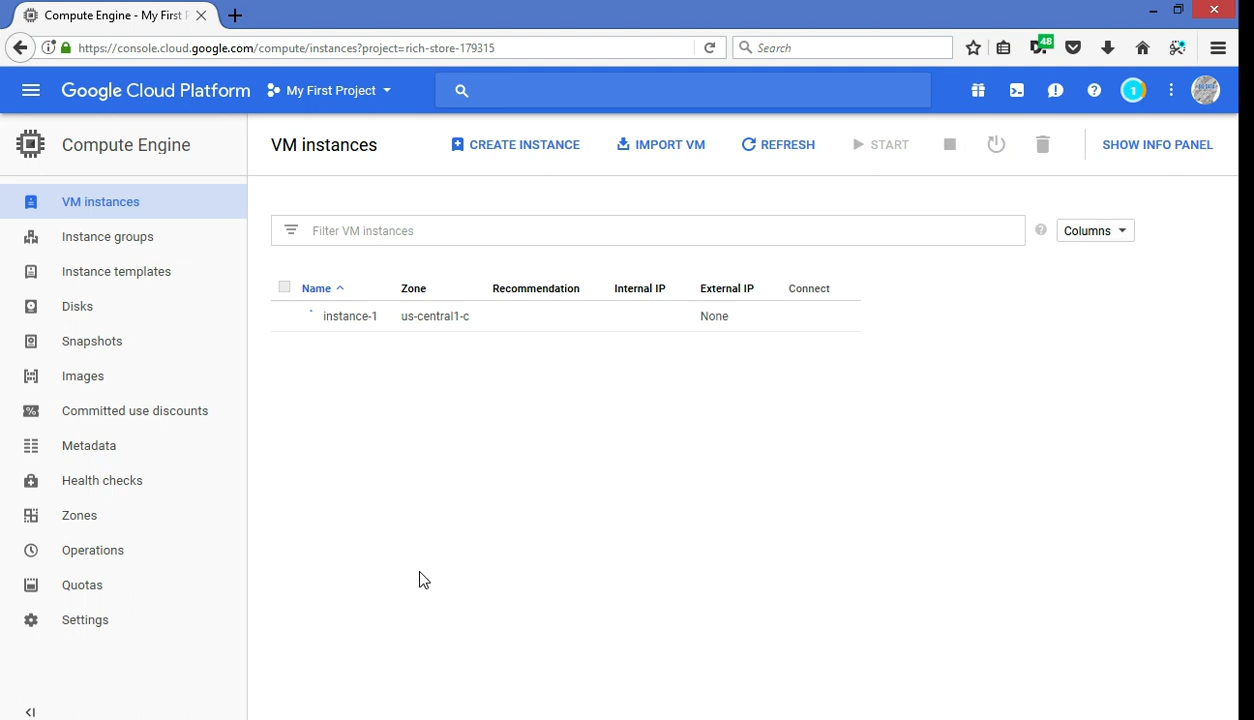 Compute Engine - My First F
https://console.cloud.google.com/compute/instances?project=rich-store-179315
Search
48
Google Cloud Platform
My First Project
1
Compute Engine
VM instances
CREATE INSTANCE
IMPORT VM
REFRESH
START
SHOW INFO PANEL
VM instances
Instance groups
Instance templates
Disks
Snapshots
Images
Committed use discounts
Metadata
Health checks
Zones
Operations
Quotas
Settings
Filter VM instances
Columns
Name Zone Recommendation Internal IP External IP Connect
instance-1 us-central1-c None